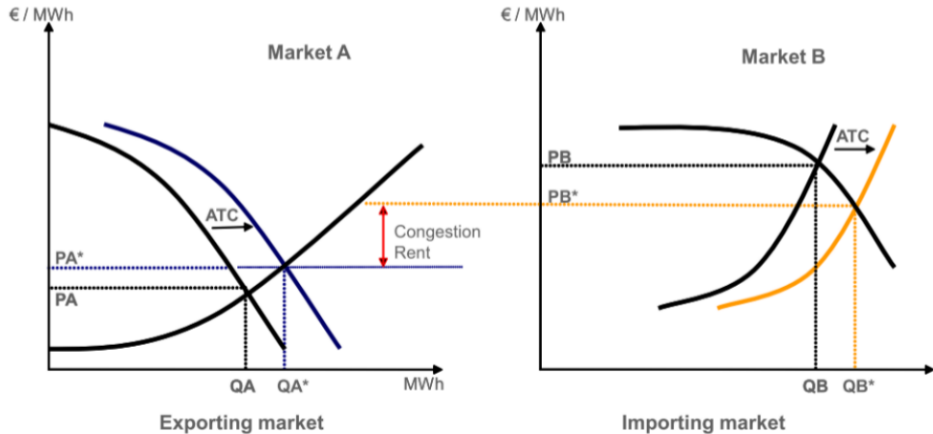 € / MWh
Market A
ATC
PA*
PA
Congestion
Rent
QA
QA*
MWh
Exporting market
€ / MWh
Market B
ATC
PB
PB*
QB
QB*
Importing market